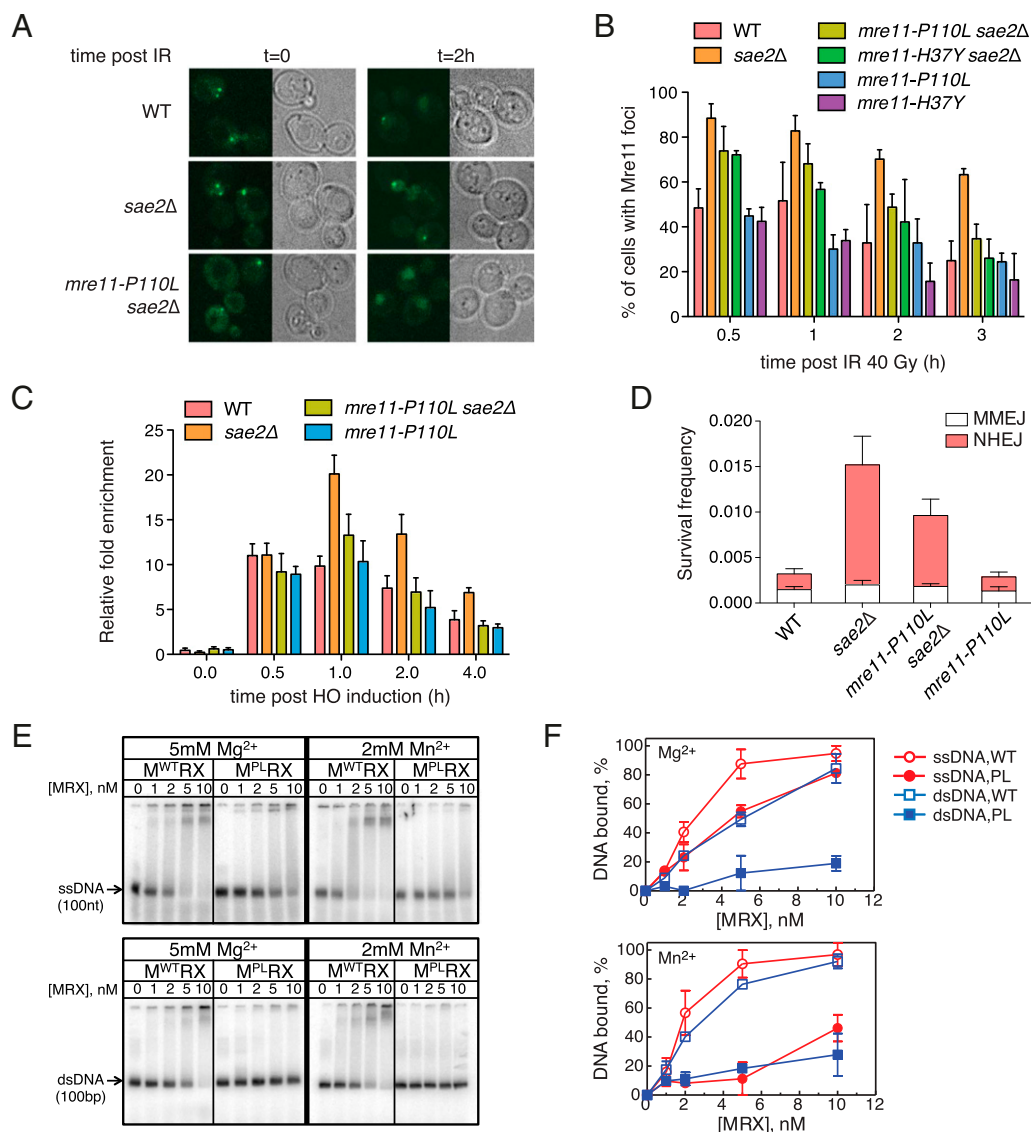 A
time post IR
t=0
t=2h
WT
sae2Δ
mre11-P110L
sae2Δ
B
WT
sae2Δ
mre11-P110L sae2Δ
mre11-H37Y sae2Δ
mre11-P110L
mre11-H37Y
% of cells with Mre11 foci
100
80
60
40
20
0
0.5
1
2
3
time post IR 40 Gy (h)
C
WT
sae2Δ
mre11-P110L sae2Δ
mre11-P110L
Relative fold enrichment
25
20
15
10
5
0
0.0
0.5
1.0
2.0
4.0
time post HO induction (h)
D
MMEJ
NHEJ
Survival frequency
0.020
0.015
0.010
0.005
0.000
WT
sae2Δ
mre11-P110L
sae2Δ
mre11-P110L
E
5mM Mg²⁺
2mM Mn²⁺
MᵂᵀRX
MᴾᴸRX
MᵂᵀRX
MᴾᴸRX
[MRX], nM
0 1 2 5 10
0 1 2 5 10
0 1 2 5 10
0 1 2 5 10
ssDNA
(100nt)
5mM Mg²⁺
2mM Mn²⁺
MᵂᵀRX
MᴾᴸRX
MᵂᵀRX
MᴾᴸRX
[MRX], nM
0 1 2 5 10
0 1 2 5 10
0 1 2 5 10
0 1 2 5 10
dsDNA
(100bp)
F
Mg²⁺
DNA bound, %
100
80
60
40
20
0
0 2 4 6 8 10 12
[MRX], nM
ssDNA,WT
ssDNA,PL
dsDNA,WT
dsDNA,PL
Mn²⁺
DNA bound, %
100
80
60
40
20
0
0 2 4 6 8 10 12
[MRX], nM